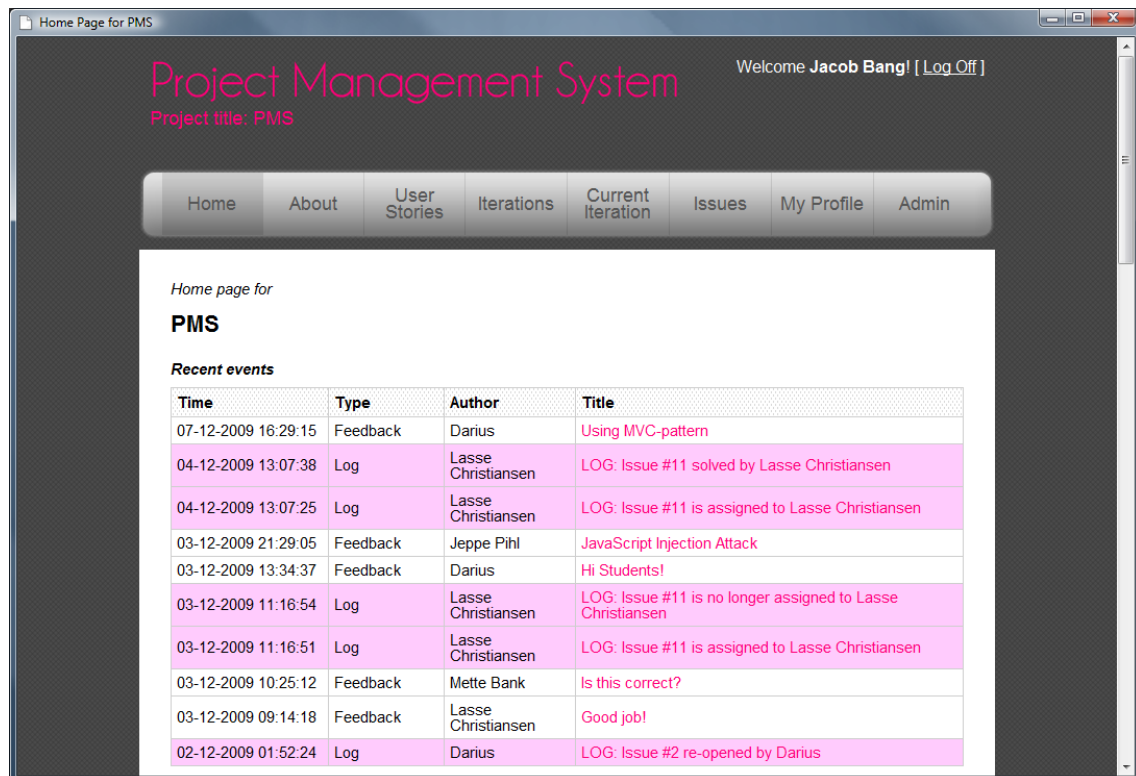 Home Page for PMS
Project Management System
Welcome Jacob Bang! [ Log Off ]
Project title: PMS
Home
About
User
Stories
Iterations
Current
Iteration
Issues
My Profile
Admin
Home page for
PMS
Recent events
Time Type Author Title
07-12-2009 16:29:15 Feedback Darius Using MVC-pattern
04-12-2009 13:07:38 Log Lasse Christiansen LOG: Issue #11 solved by Lasse Christiansen
04-12-2009 13:07:25 Log Lasse Christiansen LOG: Issue #11 is assigned to Lasse Christiansen
03-12-2009 21:29:05 Feedback Jeppe Pihl JavaScript Injection Attack
03-12-2009 13:34:37 Feedback Darius Hi Students!
03-12-2009 11:16:54 Log Lasse Christiansen LOG: Issue #11 is no longer assigned to Lasse Christiansen
03-12-2009 11:16:51 Log Lasse Christiansen LOG: Issue #11 is assigned to Lasse Christiansen
03-12-2009 10:25:12 Feedback Mette Bank Is this correct?
03-12-2009 09:14:18 Feedback Lasse Christiansen Good job!
02-12-2009 01:52:24 Log Darius LOG: Issue #2 re-opened by Darius